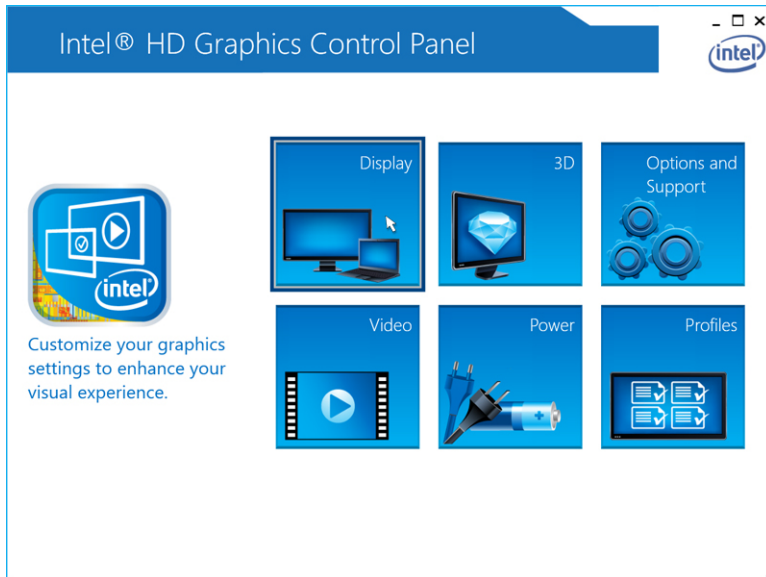 Intel® HD Graphics Control Panel
intel
Display
3D
Options and
Support
intel
Customize your graphics
settings to enhance your
visual experience.
Video
Power
Profiles